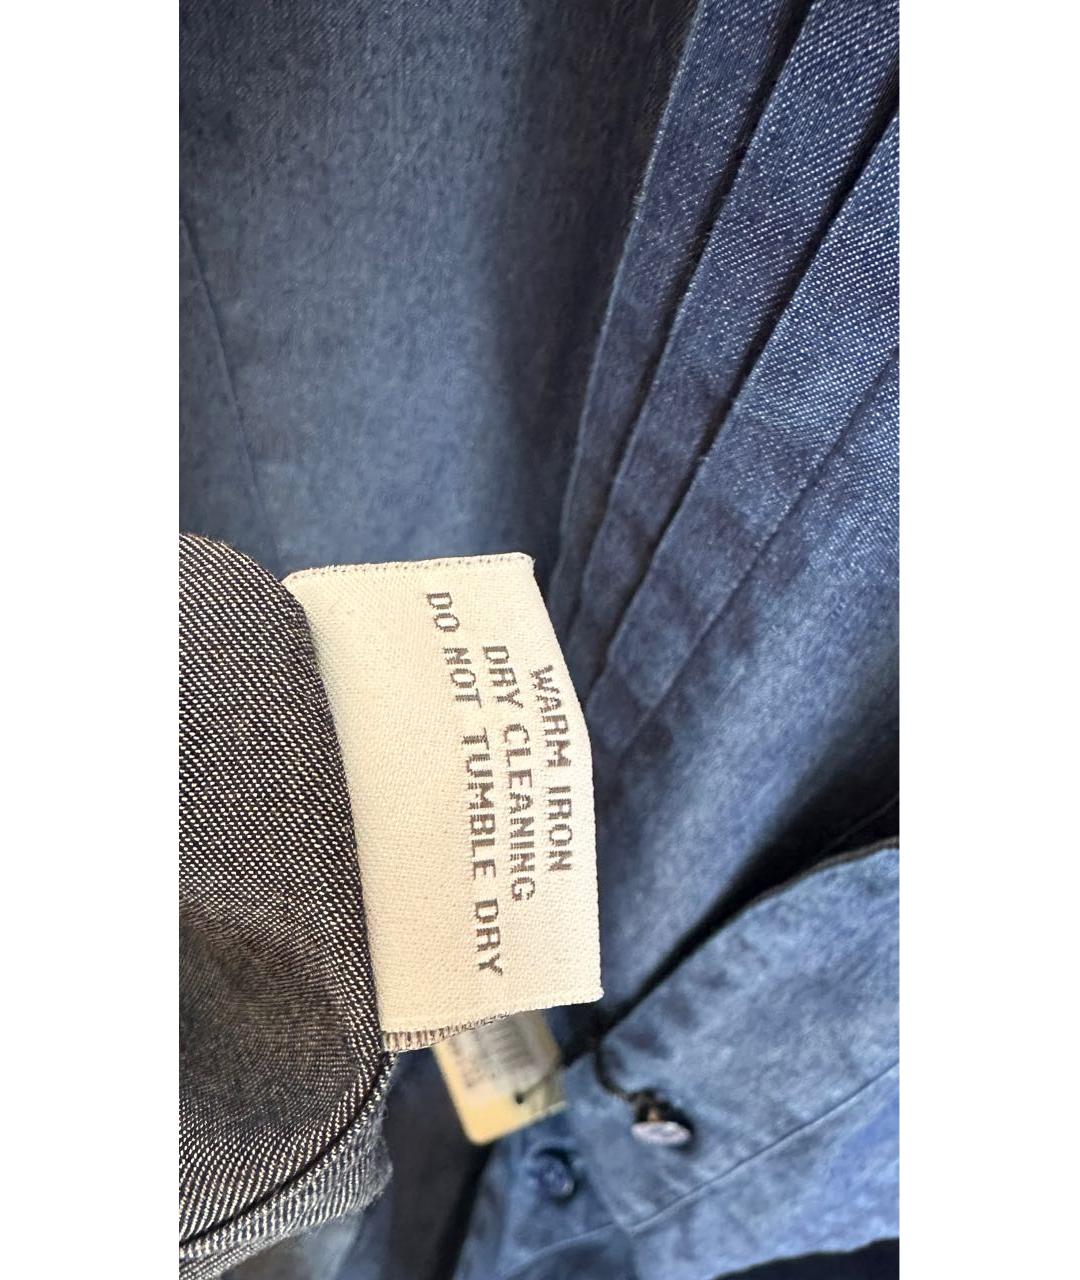 WARM IRON
DRY CLEANING
DO NOT TUMBLE DRY